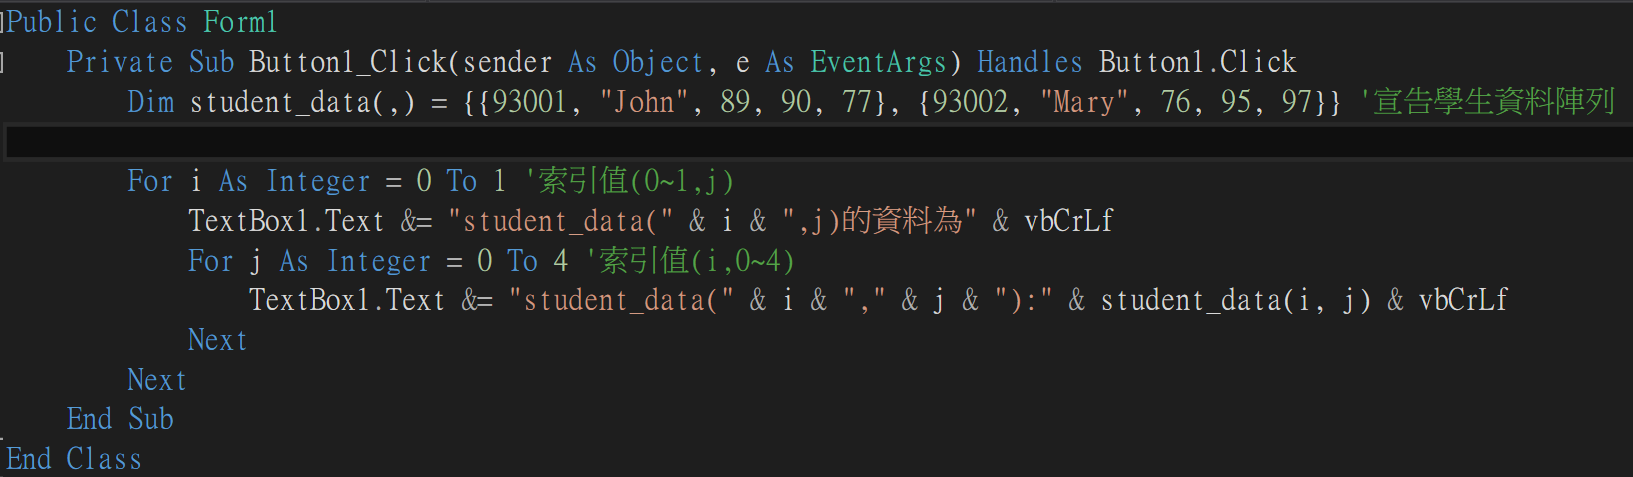 Public Class Form1
Private Sub Button1_Click(sender As Object, e As EventArgs) Handles Button1.Click
Dim student_data(,) = {{93001, "John", 89, 90, 77}, {93002, "Mary", 76, 95, 97}} '宣告學生資料陣列
For i As Integer = 0 To 1 '索引值(0~1,j)
TextBox1.Text &= "student_data(" & i & ",j)的資料為" & vbCrLf
For j As Integer = 0 To 4 '索引值(i,0~4)
TextBox1.Text &= "student_data(" & i & "," & j & "):" & student_data(i, j) & vbCrLf
Next
Next
End Sub
End Class